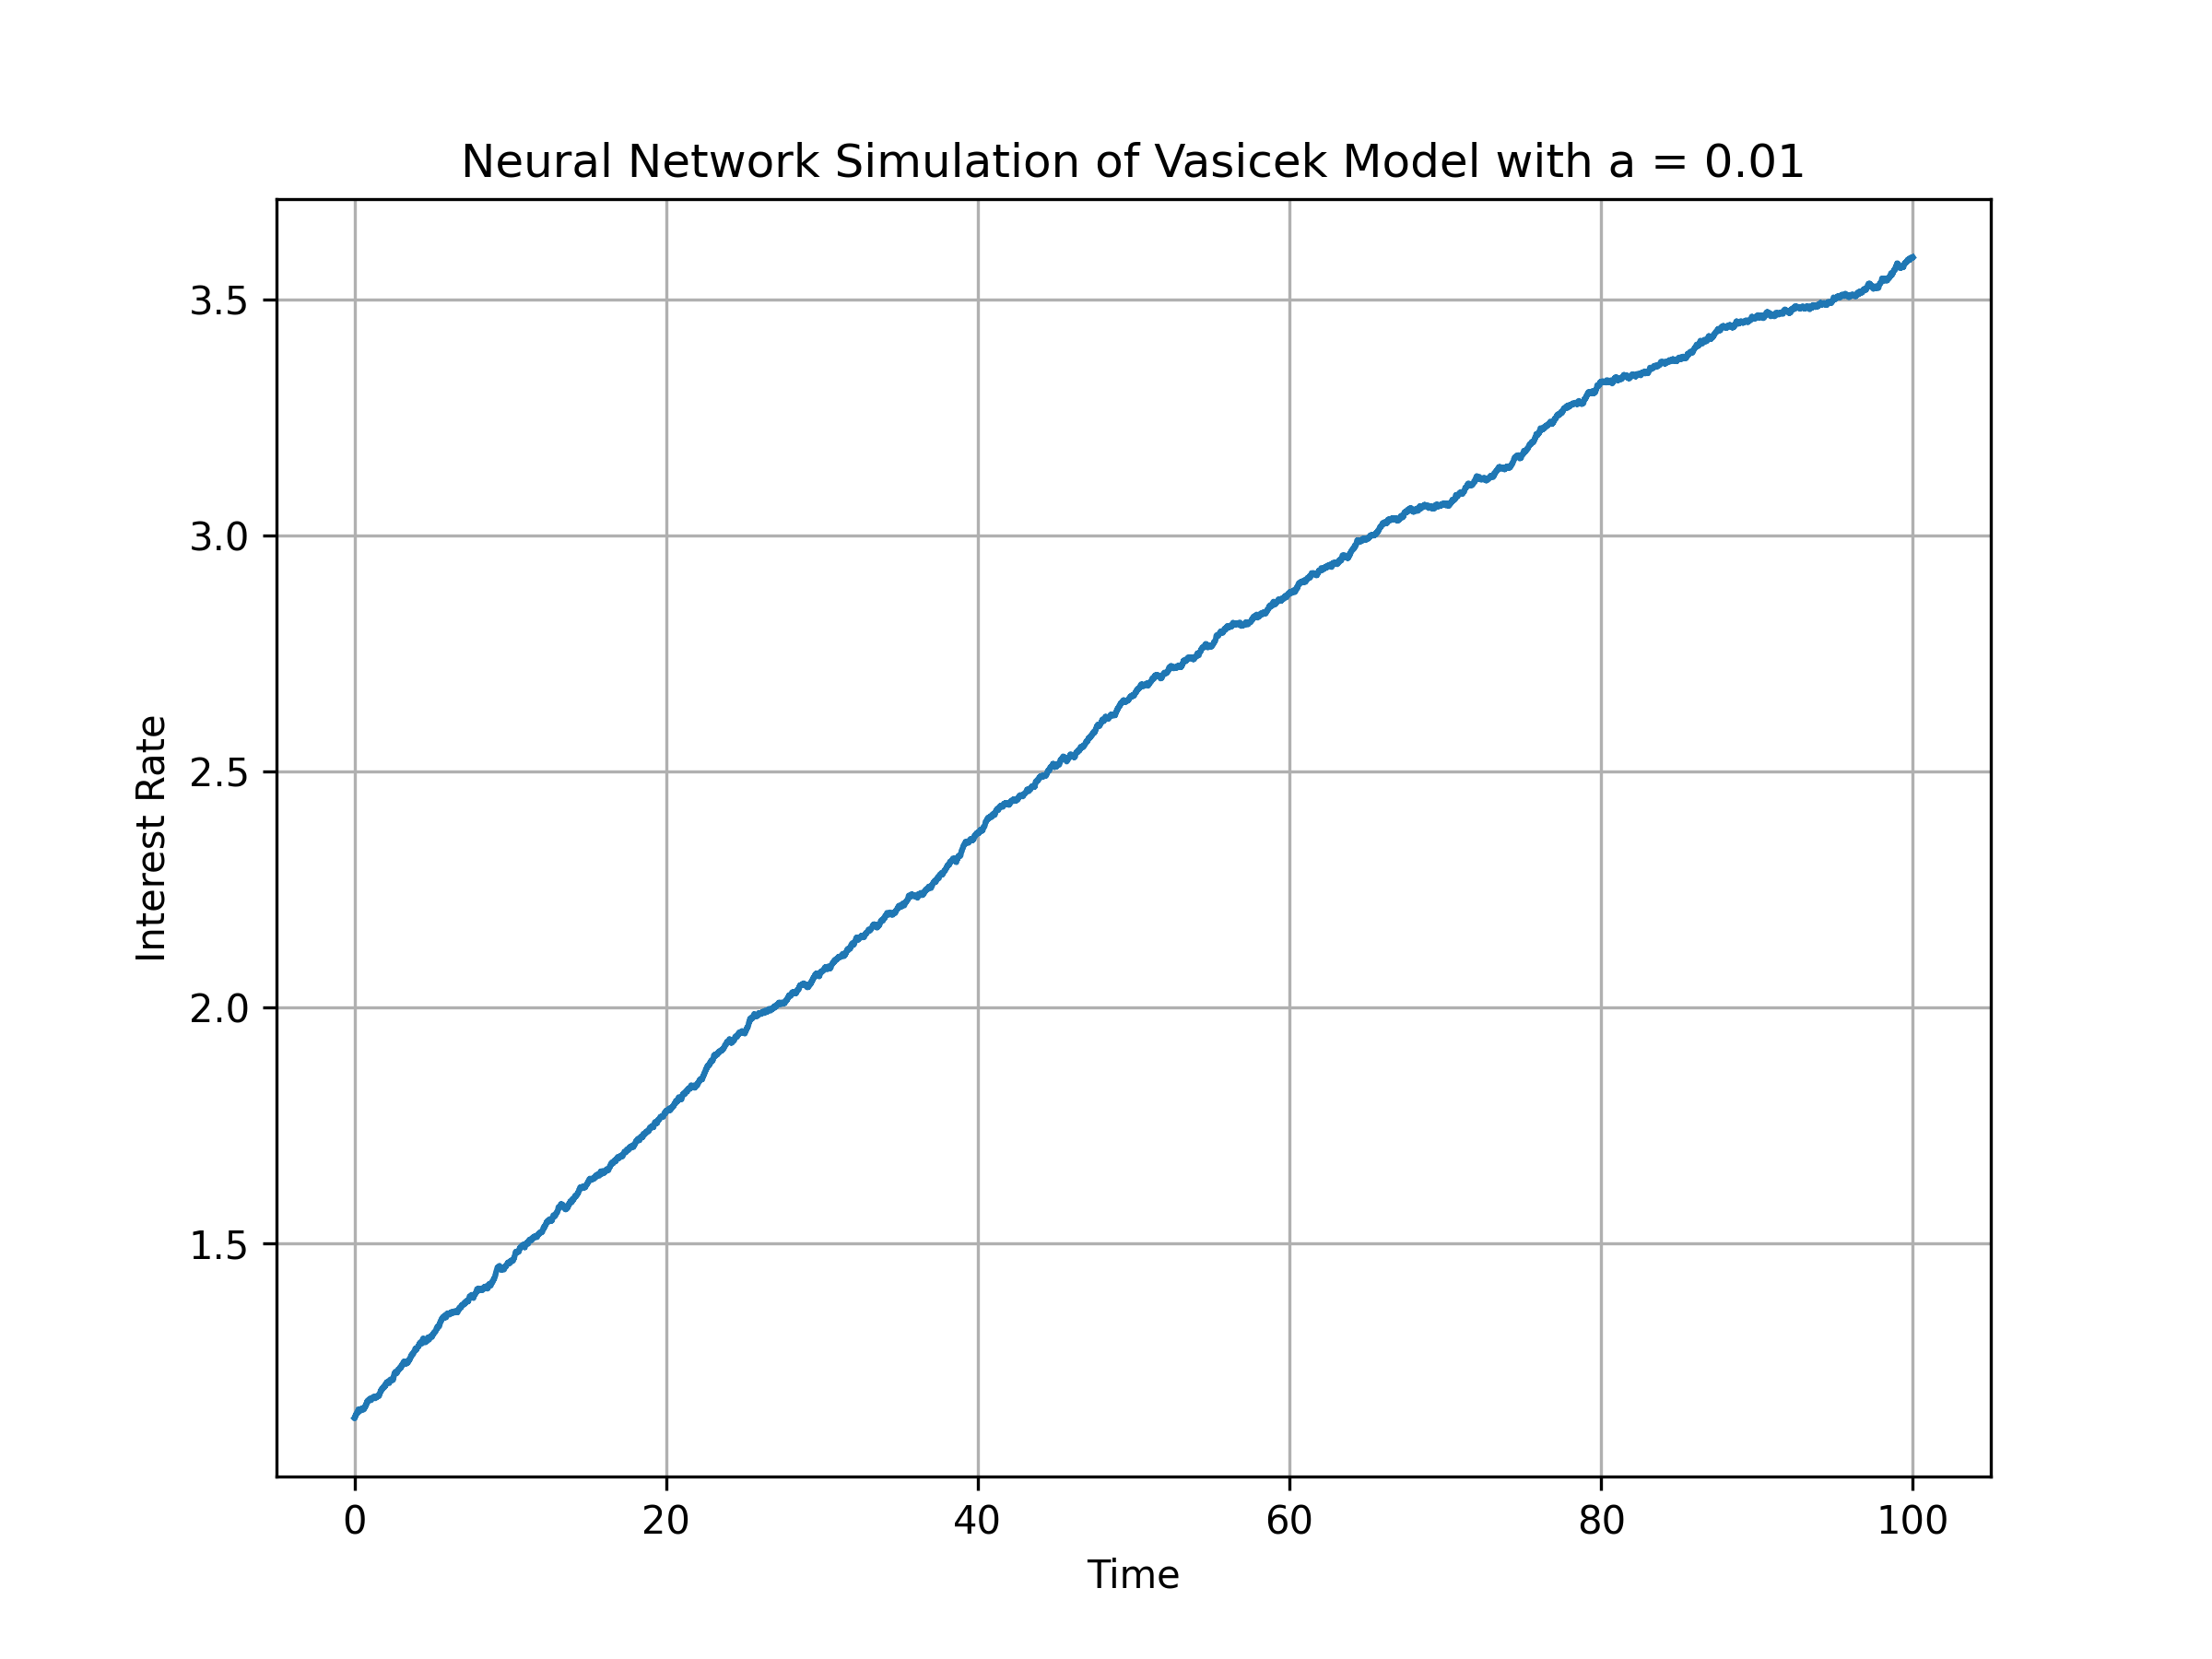 Neural Network Simulation of Vasicek Model with a = 0.01
3.5
3.0
2.5
2.0
1.5
Interest Rate
0 20 40 60 80 100
Time